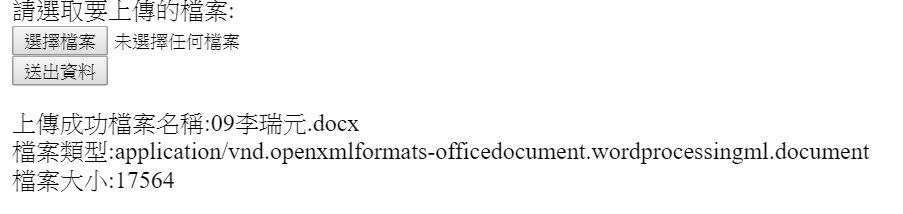 請選取要上傳的檔案:
選擇檔案 未選擇任何檔案
送出資料
上傳成功檔案名稱:09李瑞元.docx
檔案類型:application/vnd.openxmlformats-officedocument.wordprocessingml.document
檔案大小:17564